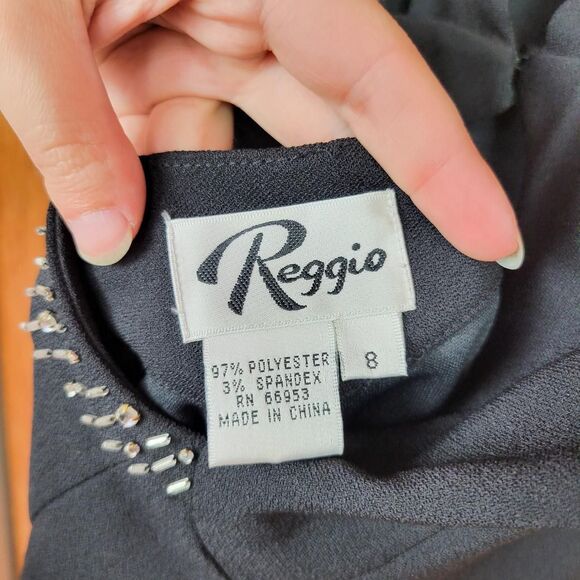 Reggio
97% POLYESTER
3% SPANDEX
RN 66953
MADE IN CHINA
8